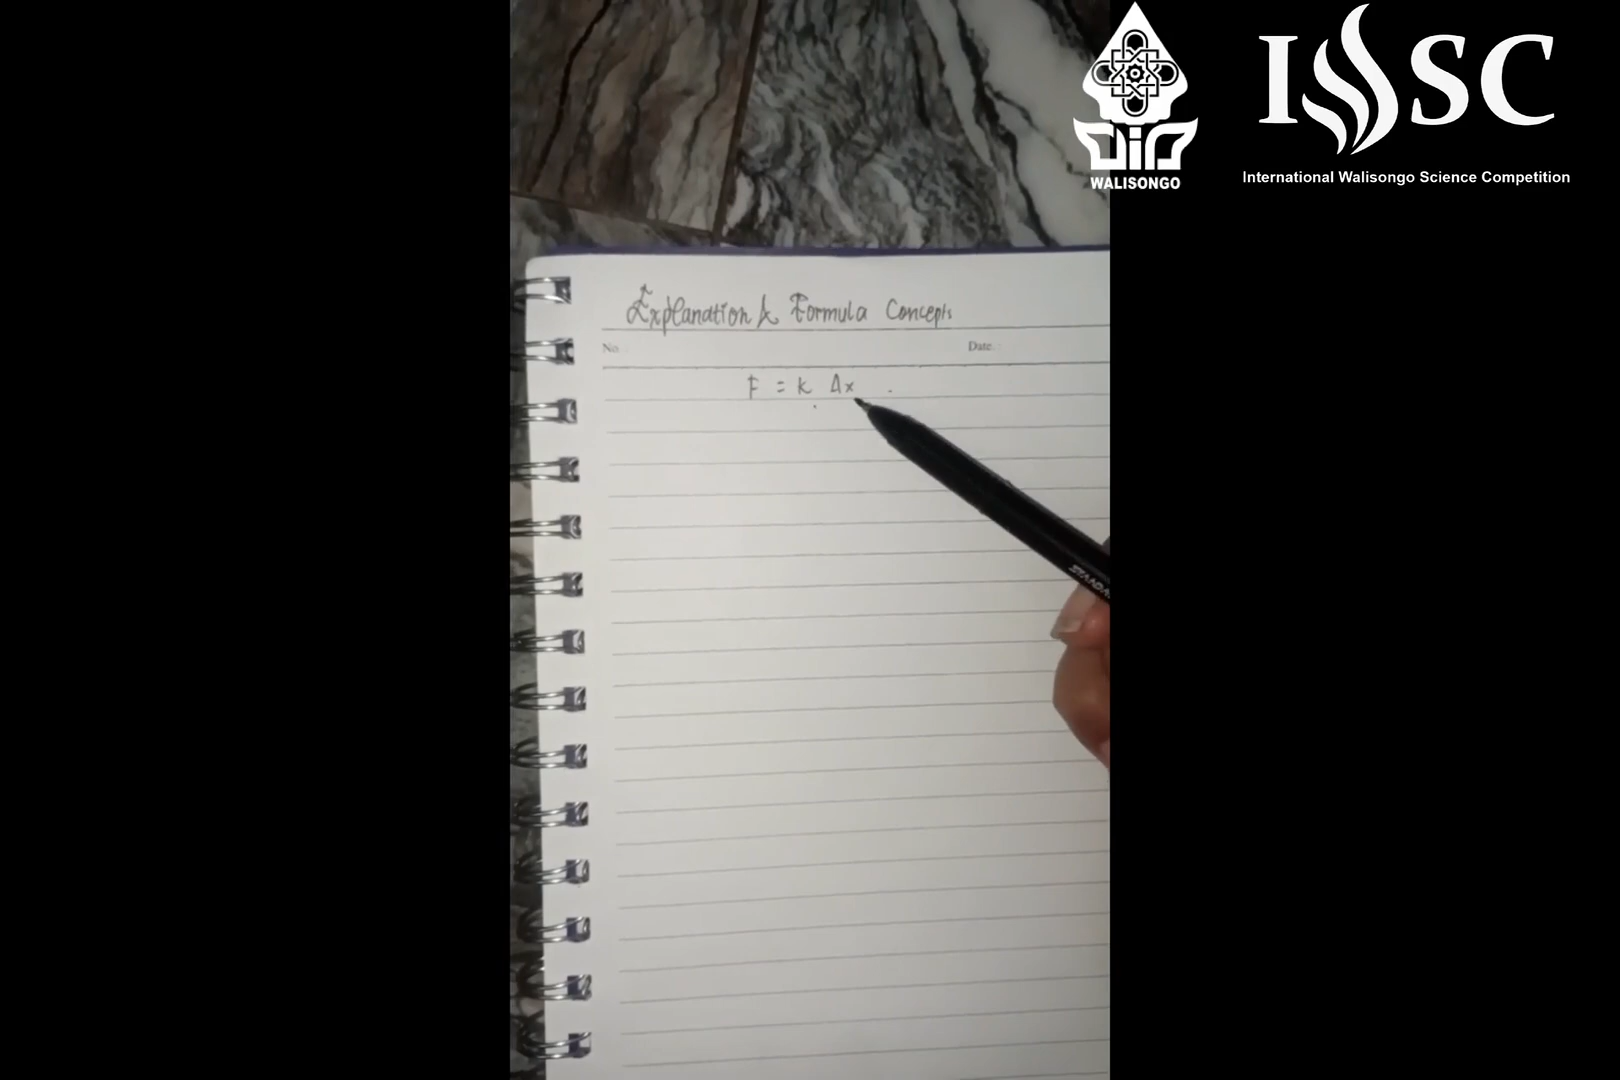 WALISONGO
ISSC
International Walisongo Science Competition
Explanation & Formula Concepts
No.
Date.
F = k Δx